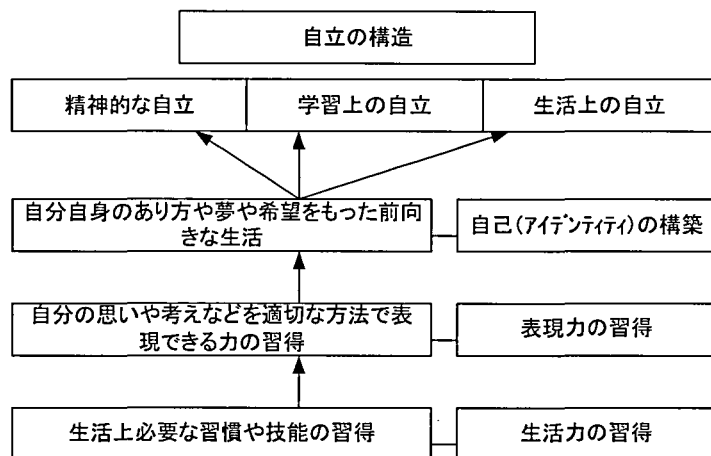 自立の構造
精神的な自立
学習上の自立
生活上の自立
自分自身のあり方や夢や希望をもった前向
きな生活
自己(アイデンティティ)の構築
自分の思いや考えなどを適切な方法で表
現できる力の習得
表現力の習得
生活上必要な習慣や技能の習得
生活力の習得